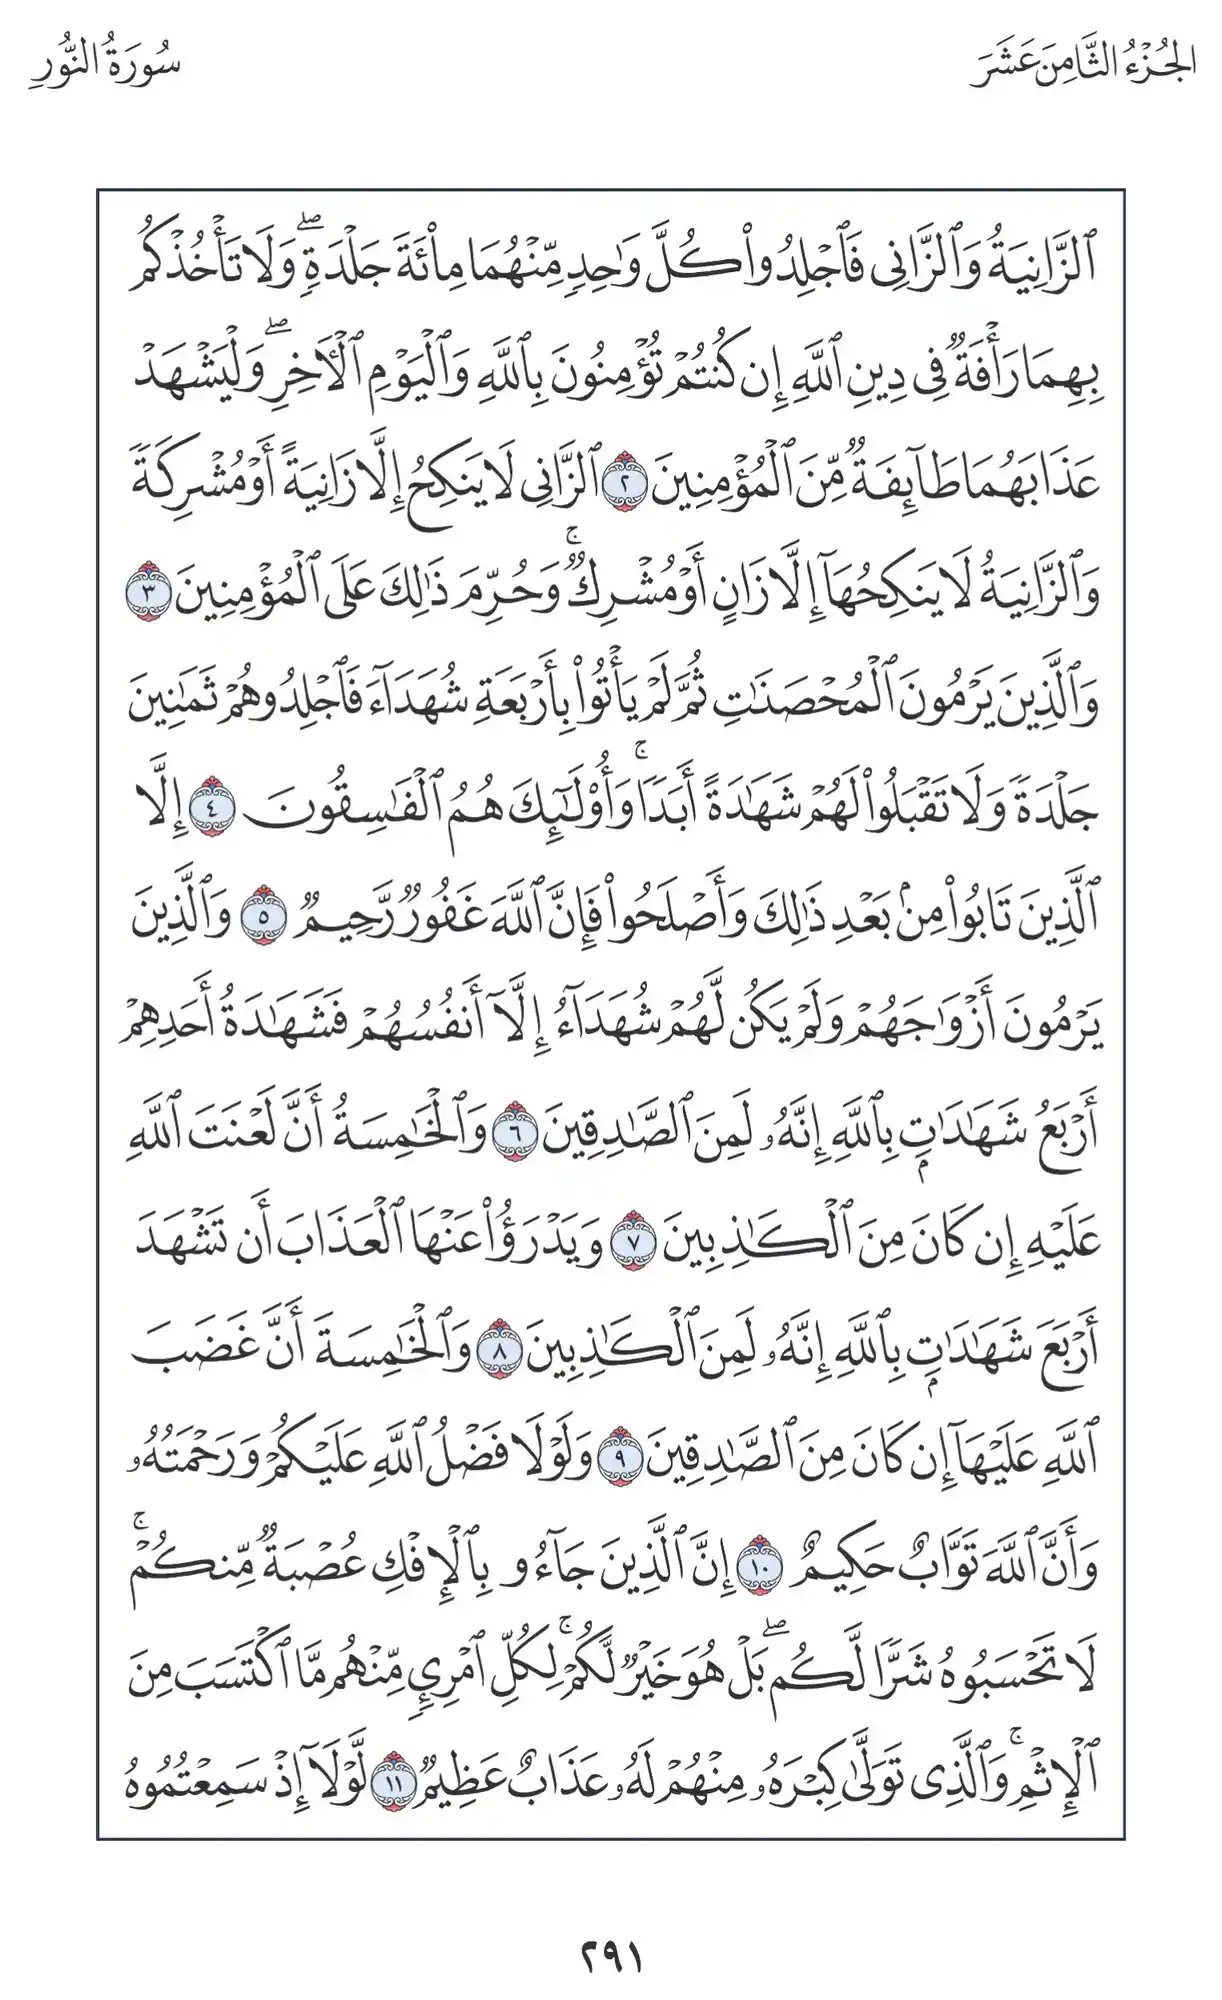 الجُزْءُ الثَّامِنَ عَشَرَ
سُورَةُ النُّورِ
ٱلزَّانِيَةُ وَٱلزَّانِى فَٱجْلِدُوا۟ كُلَّ وَٰحِدٍ مِّنْهُمَا مِا۟ئَةَ جَلْدَةٍ ۖ وَلَا تَأْخُذْكُم
بِهِمَا رَأْفَةٌ فِى دِينِ ٱللَّهِ إِن كُنتُمْ تُؤْمِنُونَ بِٱللَّهِ وَٱلْيَوْمِ ٱلْـَٔاخِرِ ۖ وَلْيَشْهَدْ
عَذَابَهُمَا طَآئِفَةٌ مِّنَ ٱلْمُؤْمِنِينَ ٢ ٱلزَّانِى لَا يَنكِحُ إِلَّا زَانِيَةً أَوْ مُشْرِكَةً
وَٱلزَّانِيَةُ لَا يَنكِحُهَآ إِلَّا زَانٍ أَوْ مُشْرِكٌ ۚ وَحُرِّمَ ذَٰلِكَ عَلَى ٱلْمُؤْمِنِينَ ٣
وَٱلَّذِينَ يَرْمُونَ ٱلْمُحْصَنَٰتِ ثُمَّ لَمْ يَأْتُوا۟ بِأَرْبَعَةِ شُهَدَآءَ فَٱجْلِدُوهُمْ ثَمَٰنِينَ
جَلْدَةً وَلَا تَقْبَلُوا۟ لَهُمْ شَهَٰدَةً أَبَدًا ۚ وَأُو۟لَٰٓئِكَ هُمُ ٱلْفَٰسِقُونَ ٤ إِلَّا
ٱلَّذِينَ تَابُوا۟ مِنۢ بَعْدِ ذَٰلِكَ وَأَصْلَحُوا۟ فَإِنَّ ٱللَّهَ غَفُورٌ رَّحِيمٌ ٥ وَٱلَّذِينَ
يَرْمُونَ أَزْوَٰجَهُمْ وَلَمْ يَكُن لَّهُمْ شُهَدَآءُ إِلَّآ أَنفُسُهُمْ فَشَهَٰدَةُ أَحَدِهِمْ
أَرْبَعُ شَهَٰدَٰتٍۭ بِٱللَّهِ إِنَّهُۥ لَمِنَ ٱلصَّٰدِقِينَ ٦ وَٱلْخَٰمِسَةُ أَنَّ لَعْنَتَ ٱللَّهِ
عَلَيْهِ إِن كَانَ مِنَ ٱلْكَٰذِبِينَ ٧ وَيَدْرَؤُا۟ عَنْهَا ٱلْعَذَابَ أَن تَشْهَدَ
أَرْبَعَ شَهَٰدَٰتٍۭ بِٱللَّهِ إِنَّهُۥ لَمِنَ ٱلْكَٰذِبِينَ ٨ وَٱلْخَٰمِسَةَ أَنَّ غَضَبَ
ٱللَّهِ عَلَيْهَآ إِن كَانَ مِنَ ٱلصَّٰدِقِينَ ٩ وَلَوْلَا فَضْلُ ٱللَّهِ عَلَيْكُمْ وَرَحْمَتُهُۥ
وَأَنَّ ٱللَّهَ تَوَّابٌ حَكِيمٌ ١٠ إِنَّ ٱلَّذِينَ جَآءُو بِٱلْإِفْكِ عُصْبَةٌ مِّنكُمْ ۚ
لَا تَحْسَبُوهُ شَرًّا لَّكُم ۖ بَلْ هُوَ خَيْرٌ لَّكُمْ ۚ لِكُلِّ ٱمْرِئٍ مِّنْهُم مَّا ٱكْتَسَبَ مِنَ
ٱلْإِثْمِ ۚ وَٱلَّذِى تَوَلَّىٰ كِبْرَهُۥ مِنْهُمْ لَهُۥ عَذَابٌ عَظِيمٌ ١١ لَّوْلَآ إِذْ سَمِعْتُمُوهُ
٢٩١